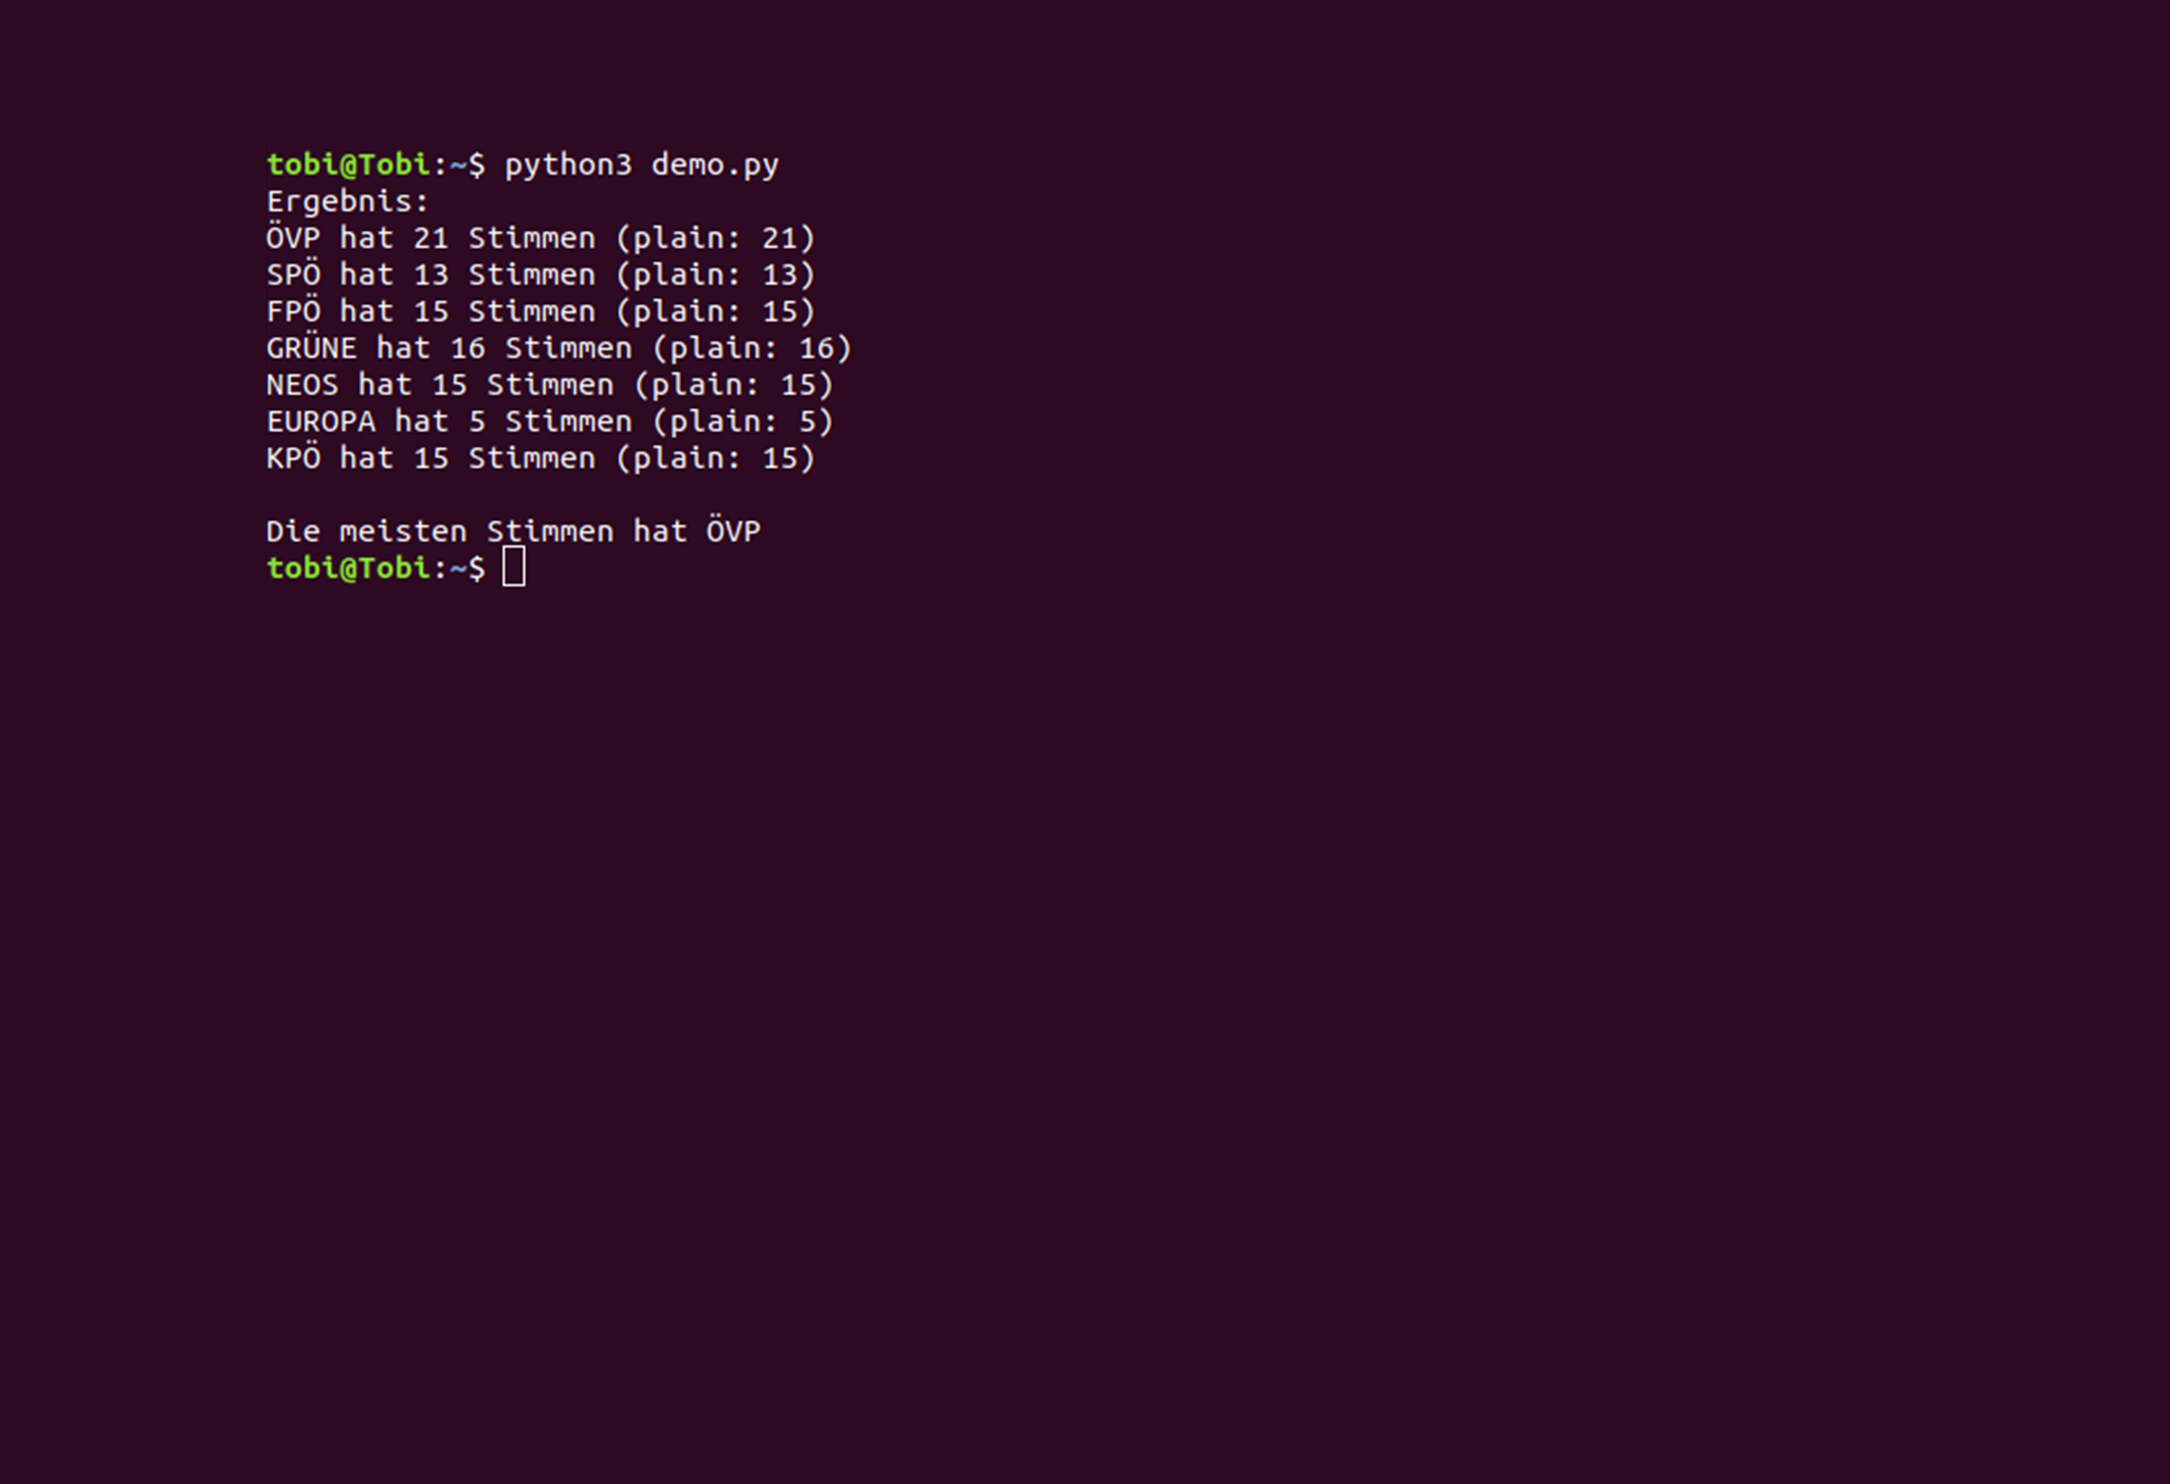 tobi@Tobi:~$ python3 demo.py
Ergebnis:
ÖVP hat 21 Stimmen (plain: 21)
SPÖ hat 13 Stimmen (plain: 13)
FPÖ hat 15 Stimmen (plain: 15)
GRÜNE hat 16 Stimmen (plain: 16)
NEOS hat 15 Stimmen (plain: 15)
EUROPA hat 5 Stimmen (plain: 5)
KPÖ hat 15 Stimmen (plain: 15)

Die meisten Stimmen hat ÖVP
tobi@Tobi:~$